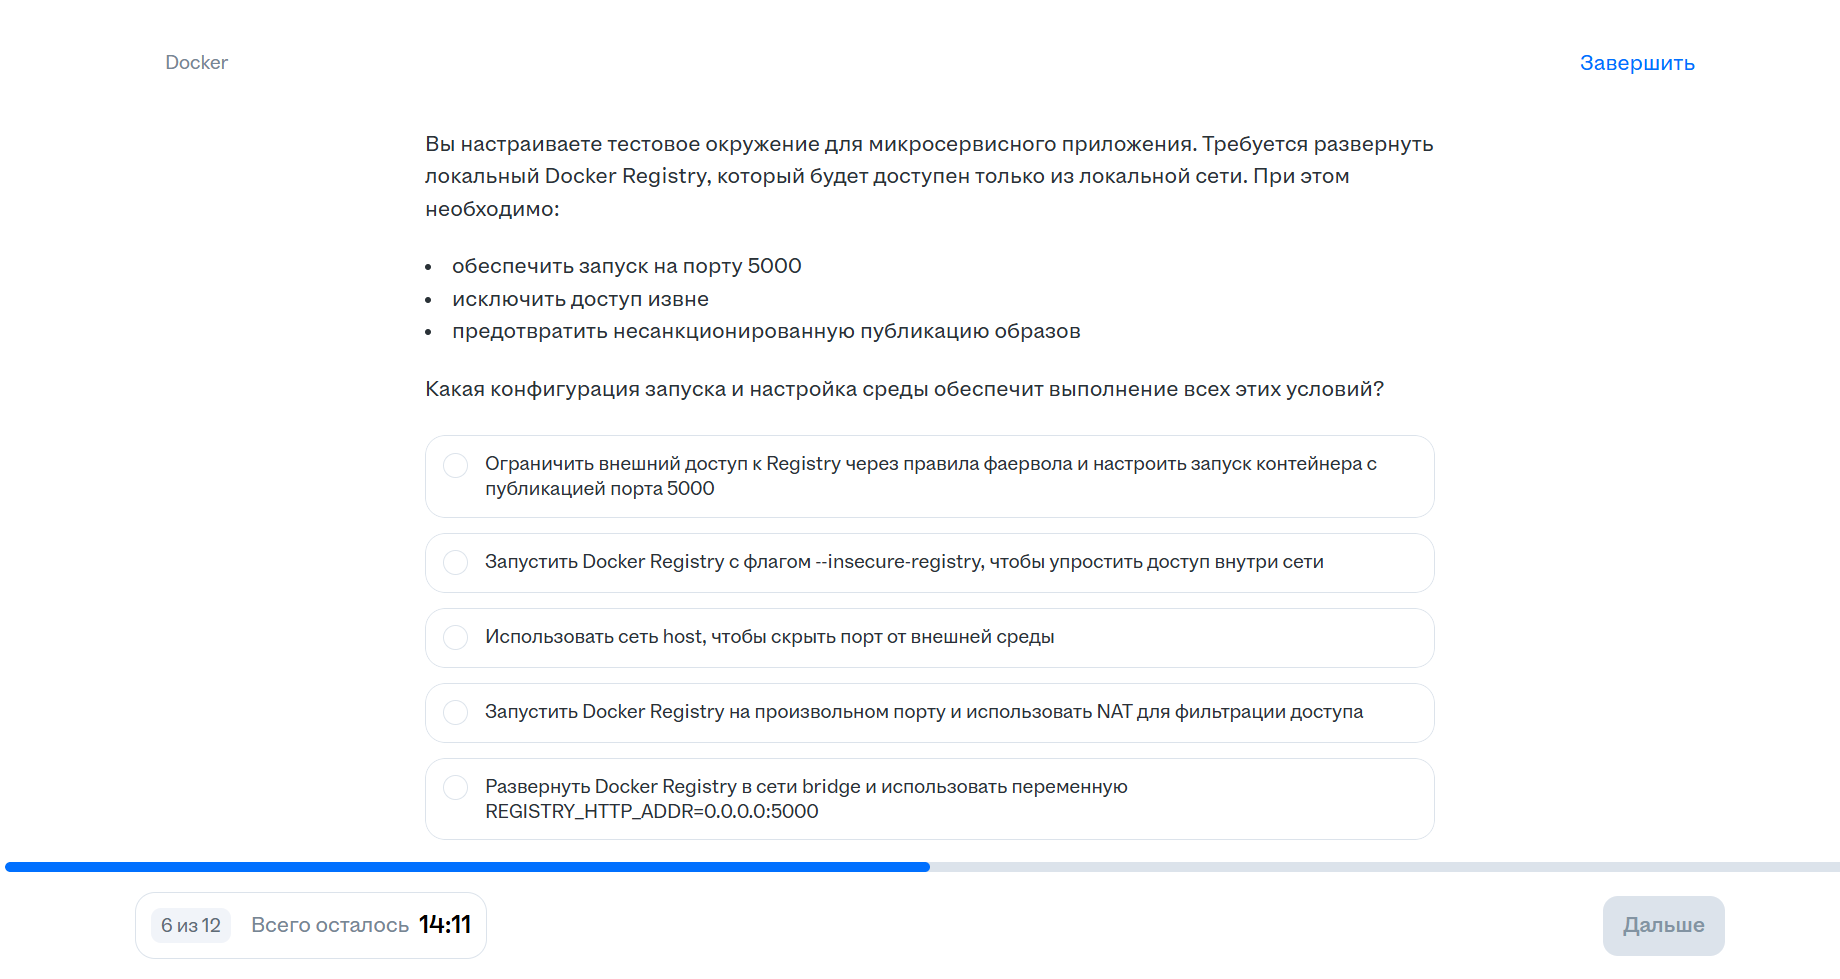 Docker
Завершить
Вы настраиваете тестовое окружение для микросервисного приложения. Требуется развернуть
локальный Docker Registry, который будет доступен только из локальной сети. При этом
необходимо:
• обеспечить запуск на порту 5000
• исключить доступ извне
• предотвратить несанкционированную публикацию образов
Какая конфигурация запуска и настройка среды обеспечит выполнение всех этих условий?
Ограничить внешний доступ к Registry через правила фаервола и настроить запуск контейнера с
публикацией порта 5000
Запустить Docker Registry с флагом --insecure-registry, чтобы упростить доступ внутри сети
Использовать сеть host, чтобы скрыть порт от внешней среды
Запустить Docker Registry на произвольном порту и использовать NAT для фильтрации доступа
Развернуть Docker Registry в сети bridge и использовать переменную
REGISTRY_HTTP_ADDR=0.0.0.0:5000
6 из 12
Всего осталось 14:11
Дальше